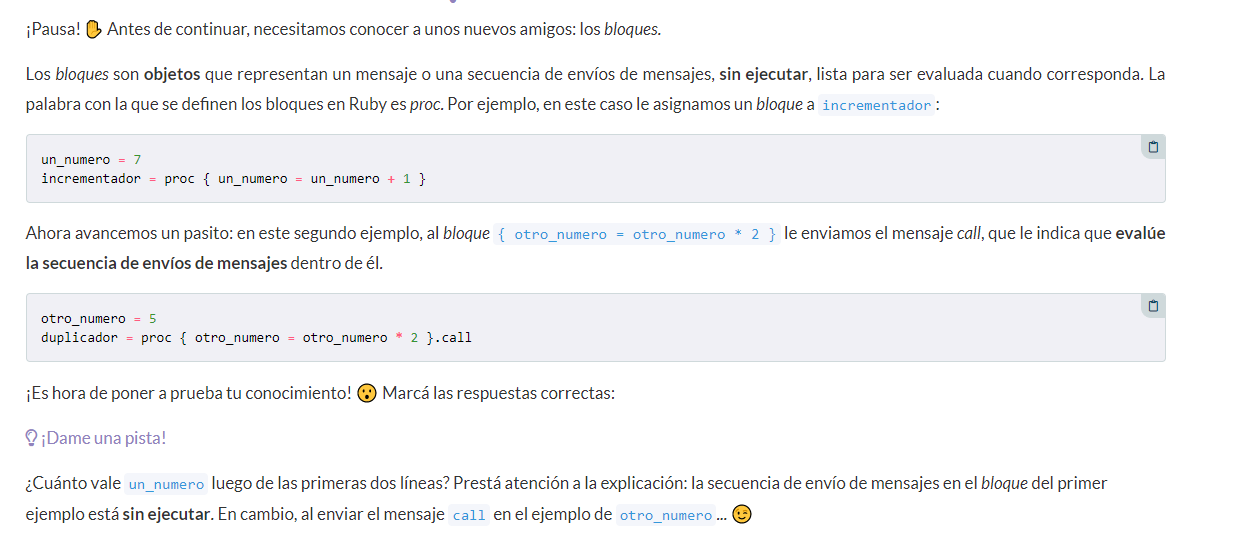 ¡Pausa! ✋ Antes de continuar, necesitamos conocer a unos nuevos amigos: los bloques.
Los bloques son objetos que representan un mensaje o una secuencia de envíos de mensajes, sin ejecutar, lista para ser evaluada cuando corresponda. La
palabra con la que se definen los bloques en Ruby es proc. Por ejemplo, en este caso le asignamos un bloque a incrementador :
un_numero = 7
incrementador = proc { un_numero = un_numero + 1 }
Ahora avancemos un pasito: en este segundo ejemplo, al bloque { otro_numero = otro_numero * 2 } le enviamos el mensaje call, que le indica que evalúe
la secuencia de envíos de mensajes dentro de él.
otro_numero = 5
duplicador = proc { otro_numero = otro_numero * 2 }.call
¡Es hora de poner a prueba tu conocimiento! 😮 Marcá las respuestas correctas:
¡Dame una pista!
¿Cuánto vale un_numero luego de las primeras dos líneas? Prestá atención a la explicación: la secuencia de envío de mensajes en el bloque del primer
ejemplo está sin ejecutar. En cambio, al enviar el mensaje call en el ejemplo de otro_numero ... 😉